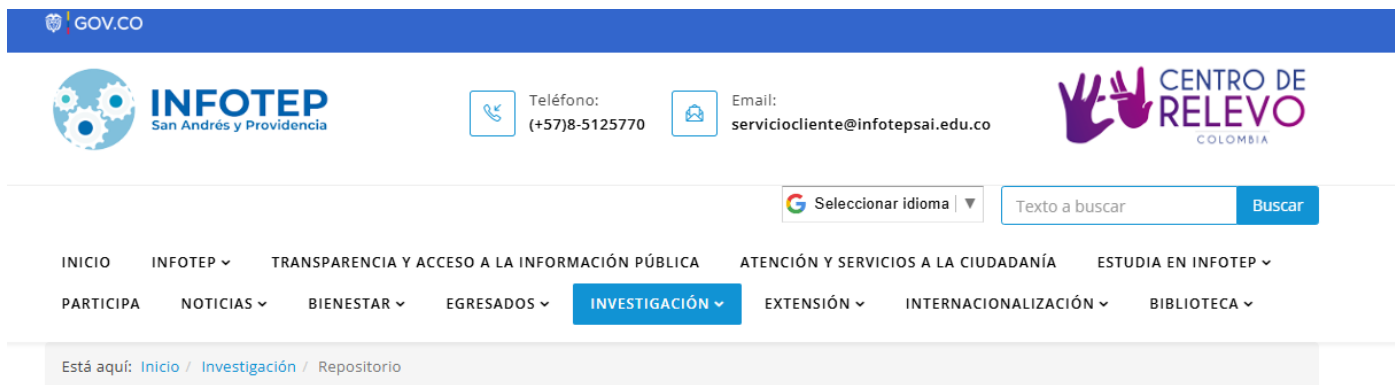 GOV.CO
INFOTEP
San Andrés y Providencia
Teléfono:
(+57)8-5125770
Email:
serviciocliente@infotepsai.edu.co
CENTRO DE
RELEVO
COLOMBIA
Seleccionar idioma
Texto a buscar
Buscar
INICIO INFOTEP TRANSPARENCIA Y ACCESO A LA INFORMACIÓN PÚBLICA ATENCIÓN Y SERVICIOS A LA CIUDADANÍA ESTUDIA EN INFOTEP
PARTICIPA NOTICIAS BIENESTAR EGRESADOS INVESTIGACIÓN EXTENSIÓN INTERNACIONALIZACIÓN BIBLIOTECA
Está aquí: Inicio / Investigación / Repositorio